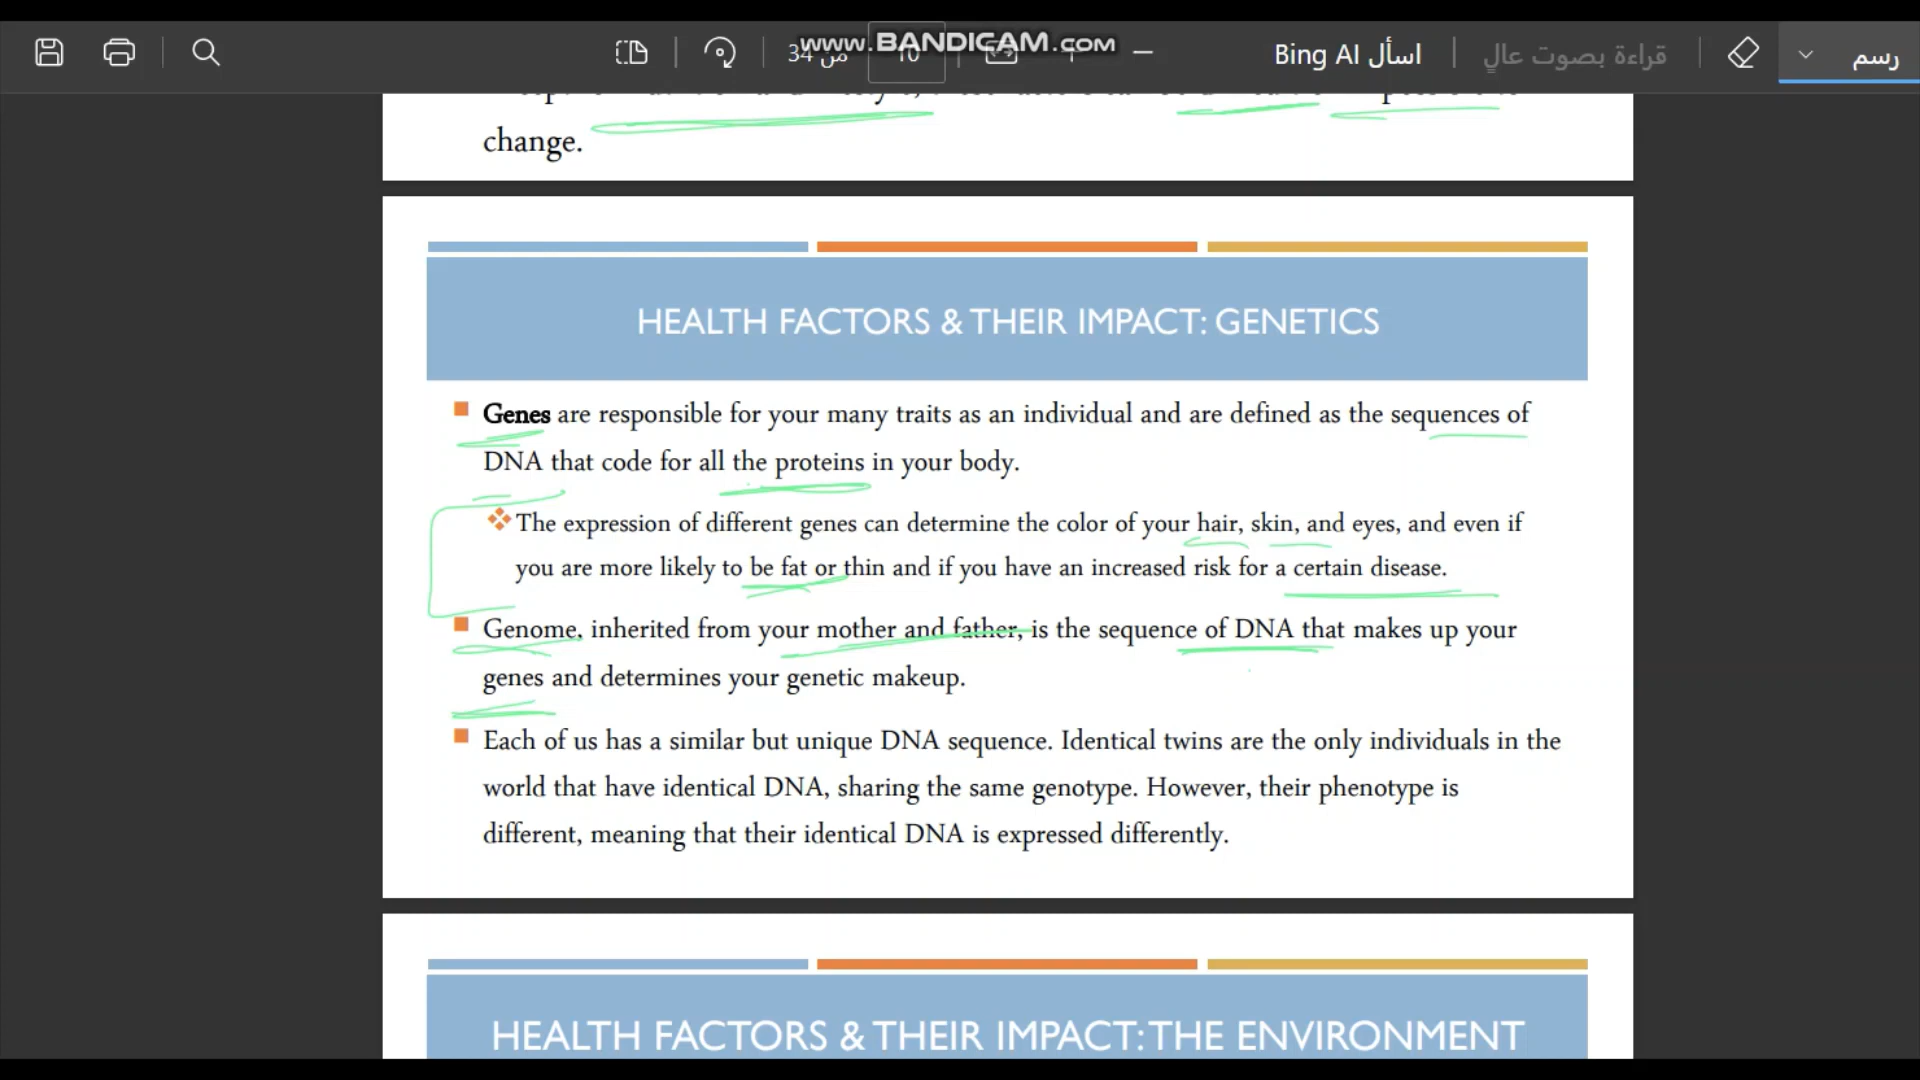 www.BANDICAM.com
34 من 10
اسأل Bing AI
قراءة بصوت عالٍ
رسم
change.
HEALTH FACTORS & THEIR IMPACT: GENETICS
Genes are responsible for your many traits as an individual and are defined as the sequences of
DNA that code for all the proteins in your body.
The expression of different genes can determine the color of your hair, skin, and eyes, and even if
you are more likely to be fat or thin and if you have an increased risk for a certain disease.
Genome, inherited from your mother and father, is the sequence of DNA that makes up your
genes and determines your genetic makeup.
Each of us has a similar but unique DNA sequence. Identical twins are the only individuals in the
world that have identical DNA, sharing the same genotype. However, their phenotype is
different, meaning that their identical DNA is expressed differently.
HEALTH FACTORS & THEIR IMPACT: THE ENVIRONMENT